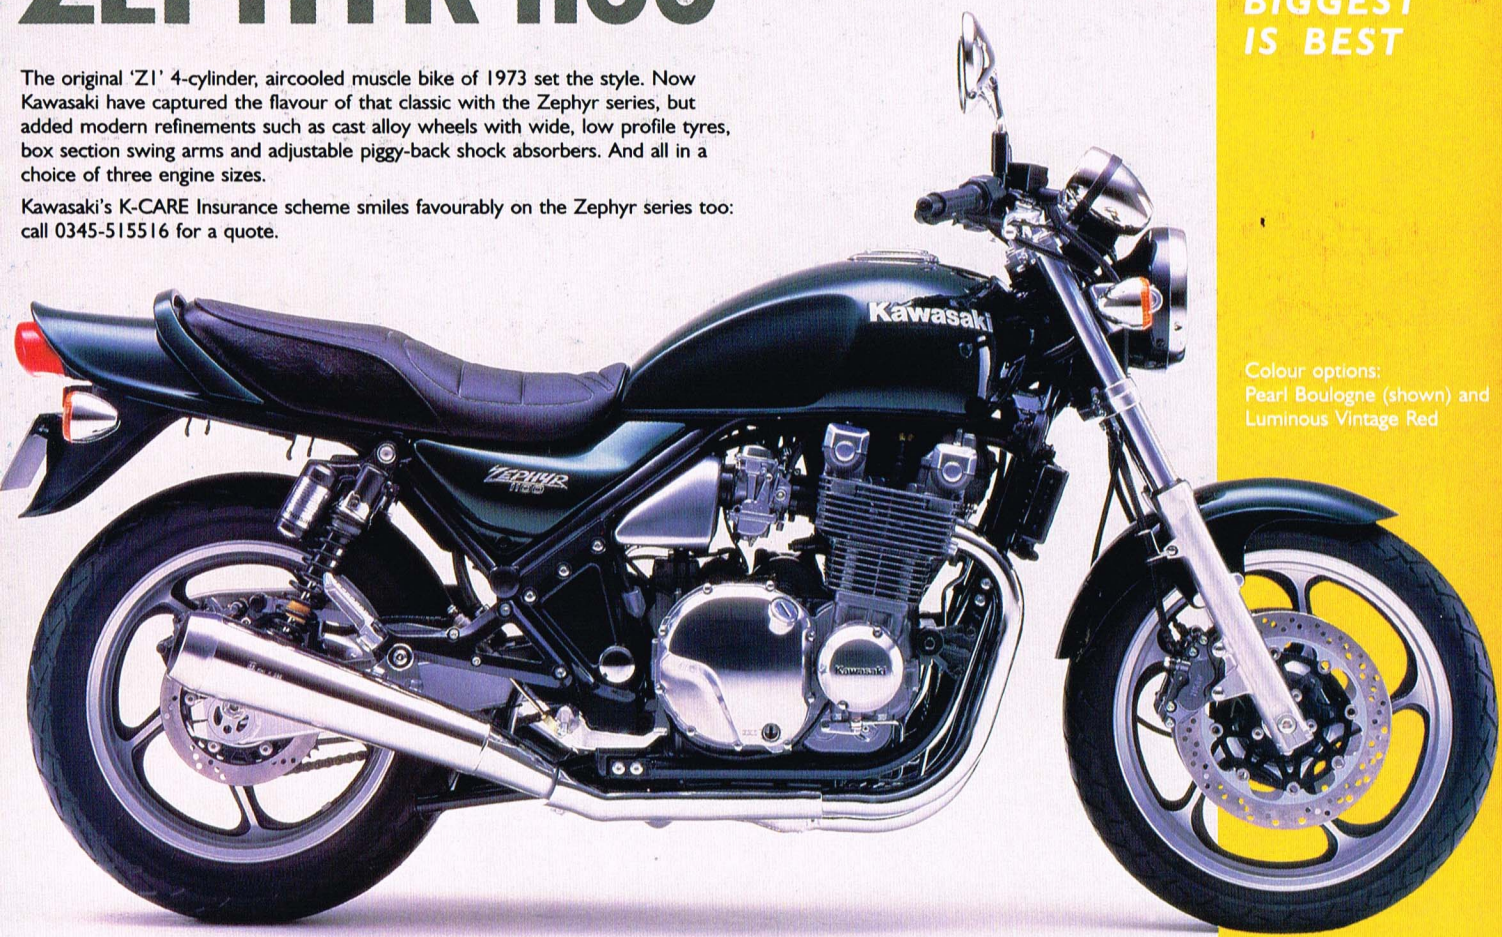 ZEPHYR 1100
BIGGEST
IS BEST
The original ‘Z1’ 4-cylinder, aircooled muscle bike of 1973 set the style. Now
Kawasaki have captured the flavour of that classic with the Zephyr series, but
added modern refinements such as cast alloy wheels with wide, low profile tyres,
box section swing arms and adjustable piggy-back shock absorbers. And all in a
choice of three engine sizes.
Kawasaki's K-CARE Insurance scheme smiles favourably on the Zephyr series too:
call 0345-515516 for a quote.
Kawasaki
Colour options:
Pearl Boulogne (shown) and
Luminous Vintage Red
ZEPHYR
1100
Kawasaki